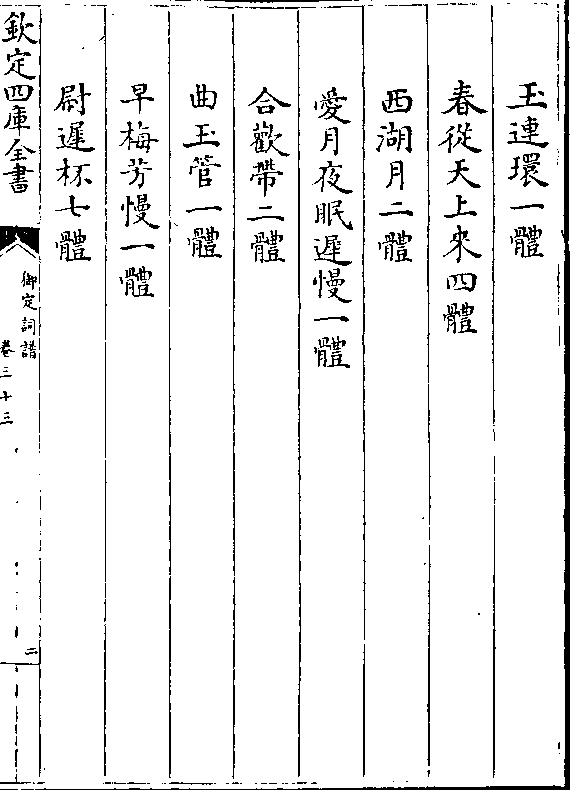 玉連環一體
春從天上來四體
西湖月二體
愛月夜眠遲慢一體
合歡帶二體
曲玉管一體
早梅芳慢一體
尉遲杯七體
欽定四庫全書
御定詞譜
卷三十三
二